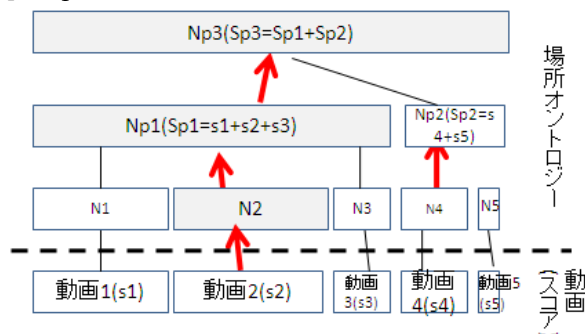 Np3(Sp3=Sp1+Sp2)
Np1(Sp1=s1+s2+s3)
Np2(Sp2=s
4+s5)
場所オントロジー
N1
N2
N3
N4
N5
動画1(s1)
動画2(s2)
動画
3(s3)
動画
4(s4)
動画5
(s5)
動画
(スコア